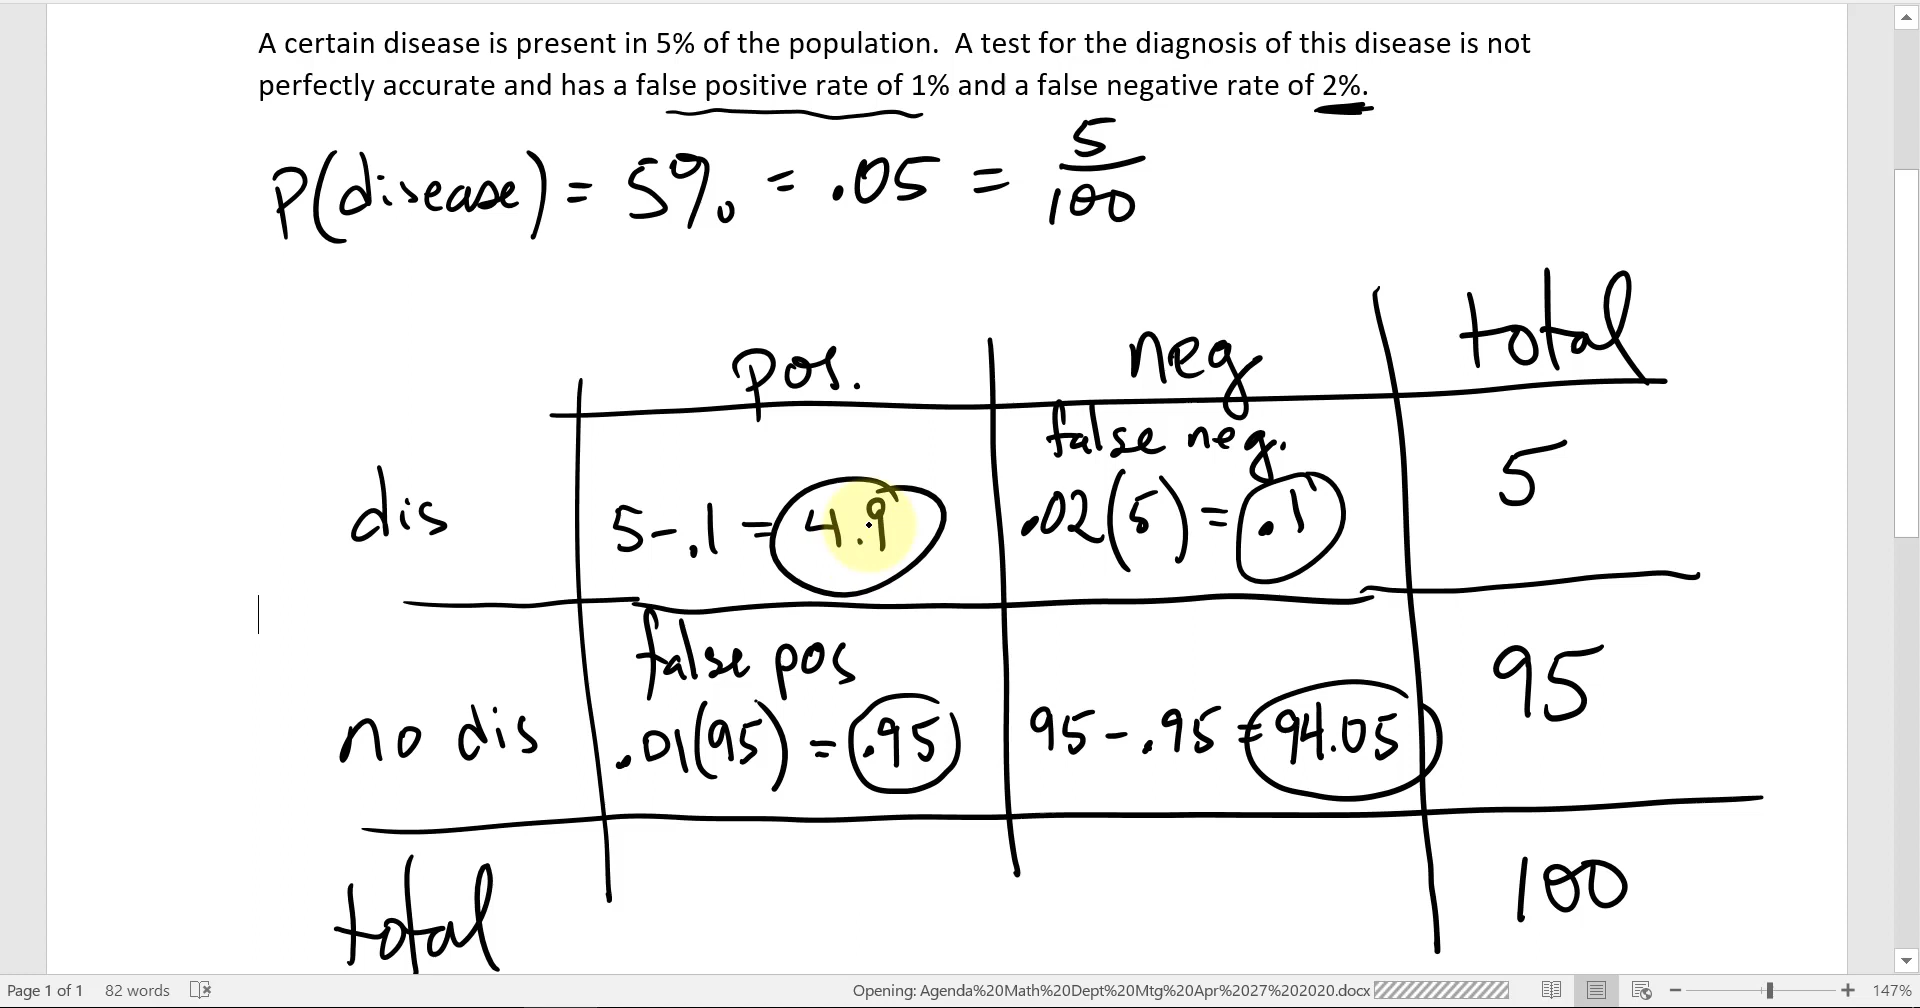 A certain disease is present in 5% of the population.  A test for the diagnosis of this disease is not
perfectly accurate and has a false positive rate of 1% and a false negative rate of 2%.
P(disease) = 5% = .05 = 5/100
pos. neg total
false neg.
dis 5-.1 = 4.9 .02(5) = .1 5
false pos
no dis .01(95) = .95 95-.95 = 94.05 95
total 100
Page 1 of 1 82 words Opening: Agenda%20Math%20Dept%20Mtg%20Apr%2027%202020.docx 147%